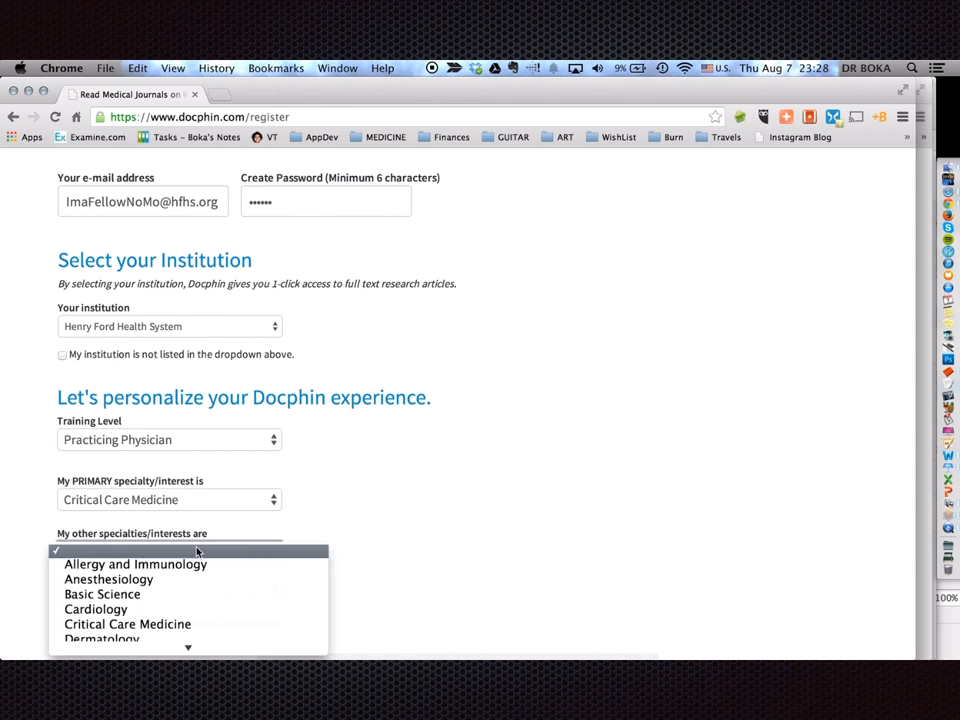 Chrome File Edit View History Bookmarks Window Help 9% U.S. Thu Aug 7 23:28 DR BOKA
Read Medical Journals on
https://www.docphin.com/register
Apps Examine.com Tasks - Boka's Notes VT AppDev MEDICINE Finances GUITAR ART WishList Burn Travels Instagram Blog » »
Your e-mail address Create Password (Minimum 6 characters)
ImaFellowNoMo@hfhs.org ••••••
Select your Institution
By selecting your institution, Docphin gives you 1-click access to full text research articles.
Your institution
Henry Ford Health System
My institution is not listed in the dropdown above.
Let's personalize your Docphin experience.
Training Level
Practicing Physician
My PRIMARY specialty/interest is
Critical Care Medicine
My other specialties/interests are
✓
Allergy and Immunology
Anesthesiology
Basic Science
100%
Cardiology
Critical Care Medicine
Dermatology